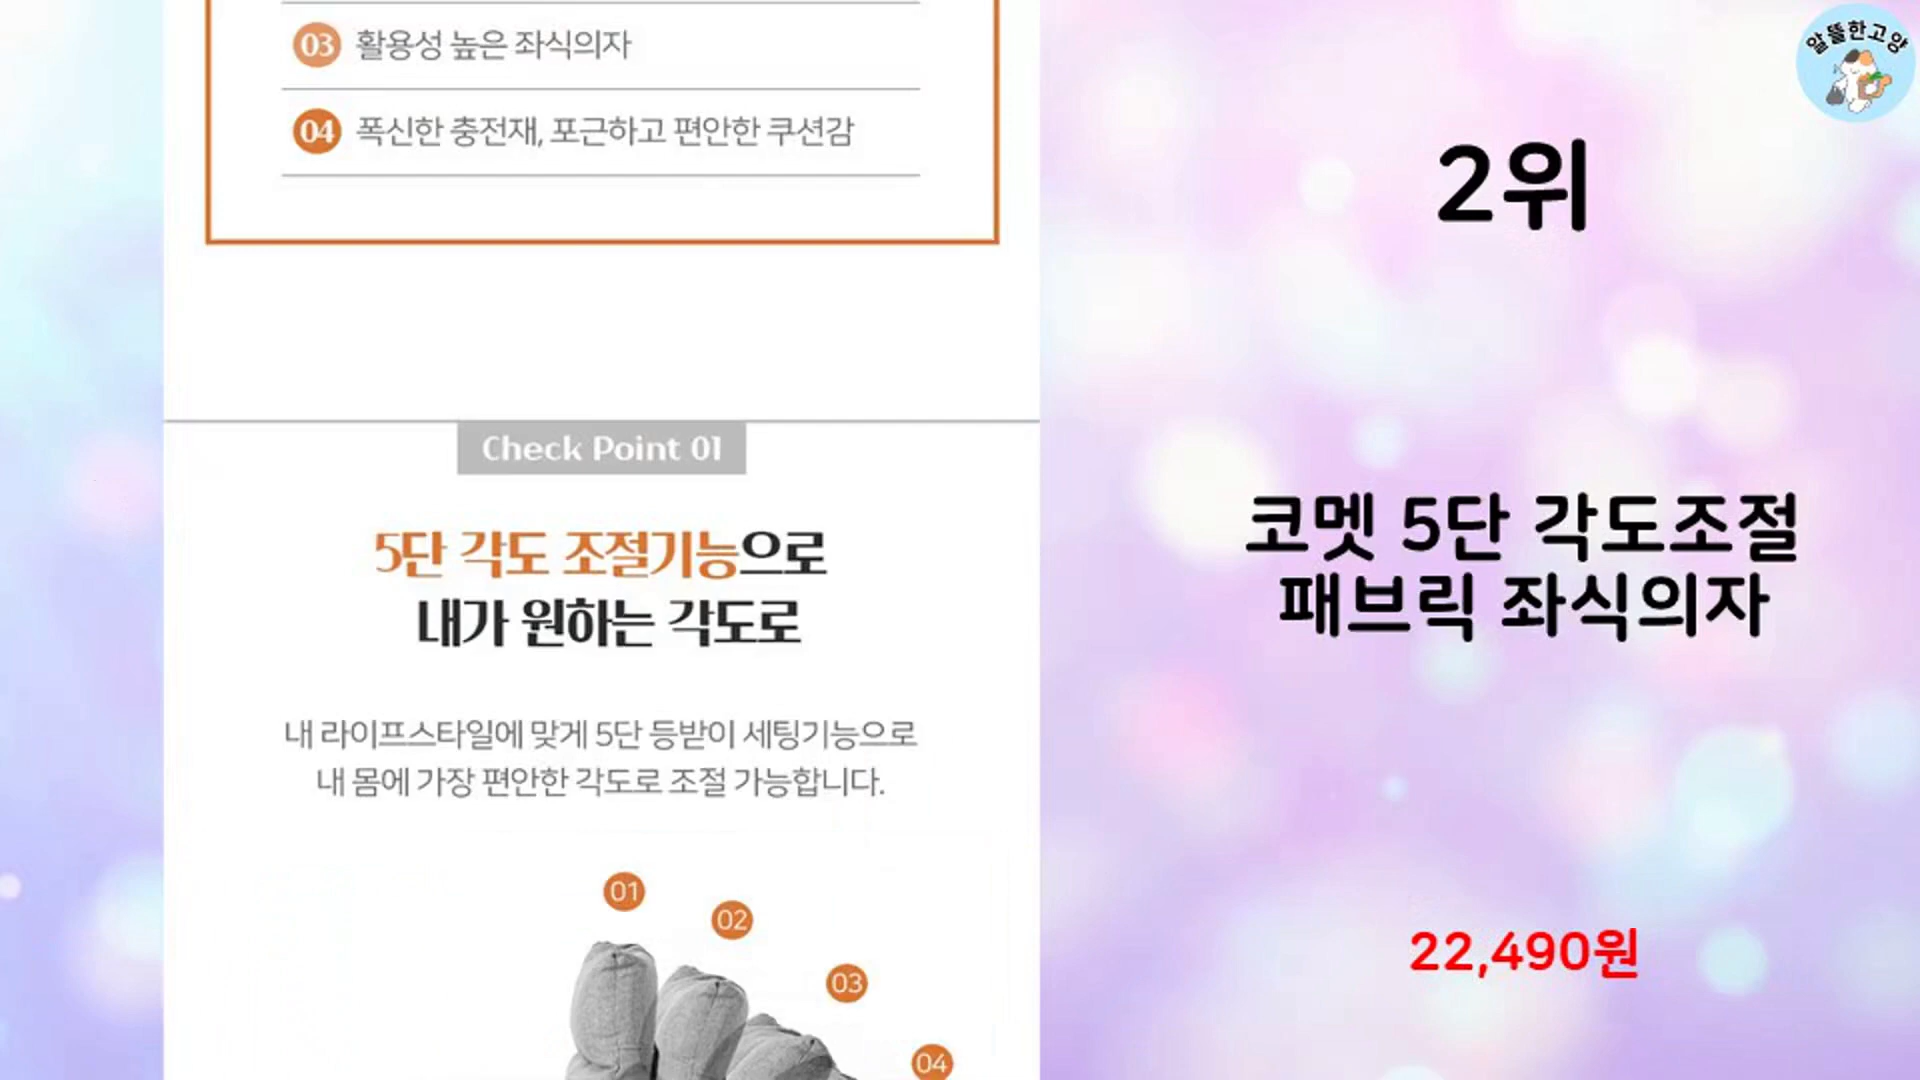 03 활용성 높은 좌식의자
04 폭신한 충전재, 포근하고 편안한 쿠션감
Check Point 01
5단 각도 조절기능으로
내가 원하는 각도로
내 라이프스타일에 맞게 5단 등받이 세팅기능으로
내 몸에 가장 편안한 각도로 조절 가능합니다.
01
02
03
04
알뜰한고양
2위
코멧 5단 각도조절
패브릭 좌식의자
22,490원